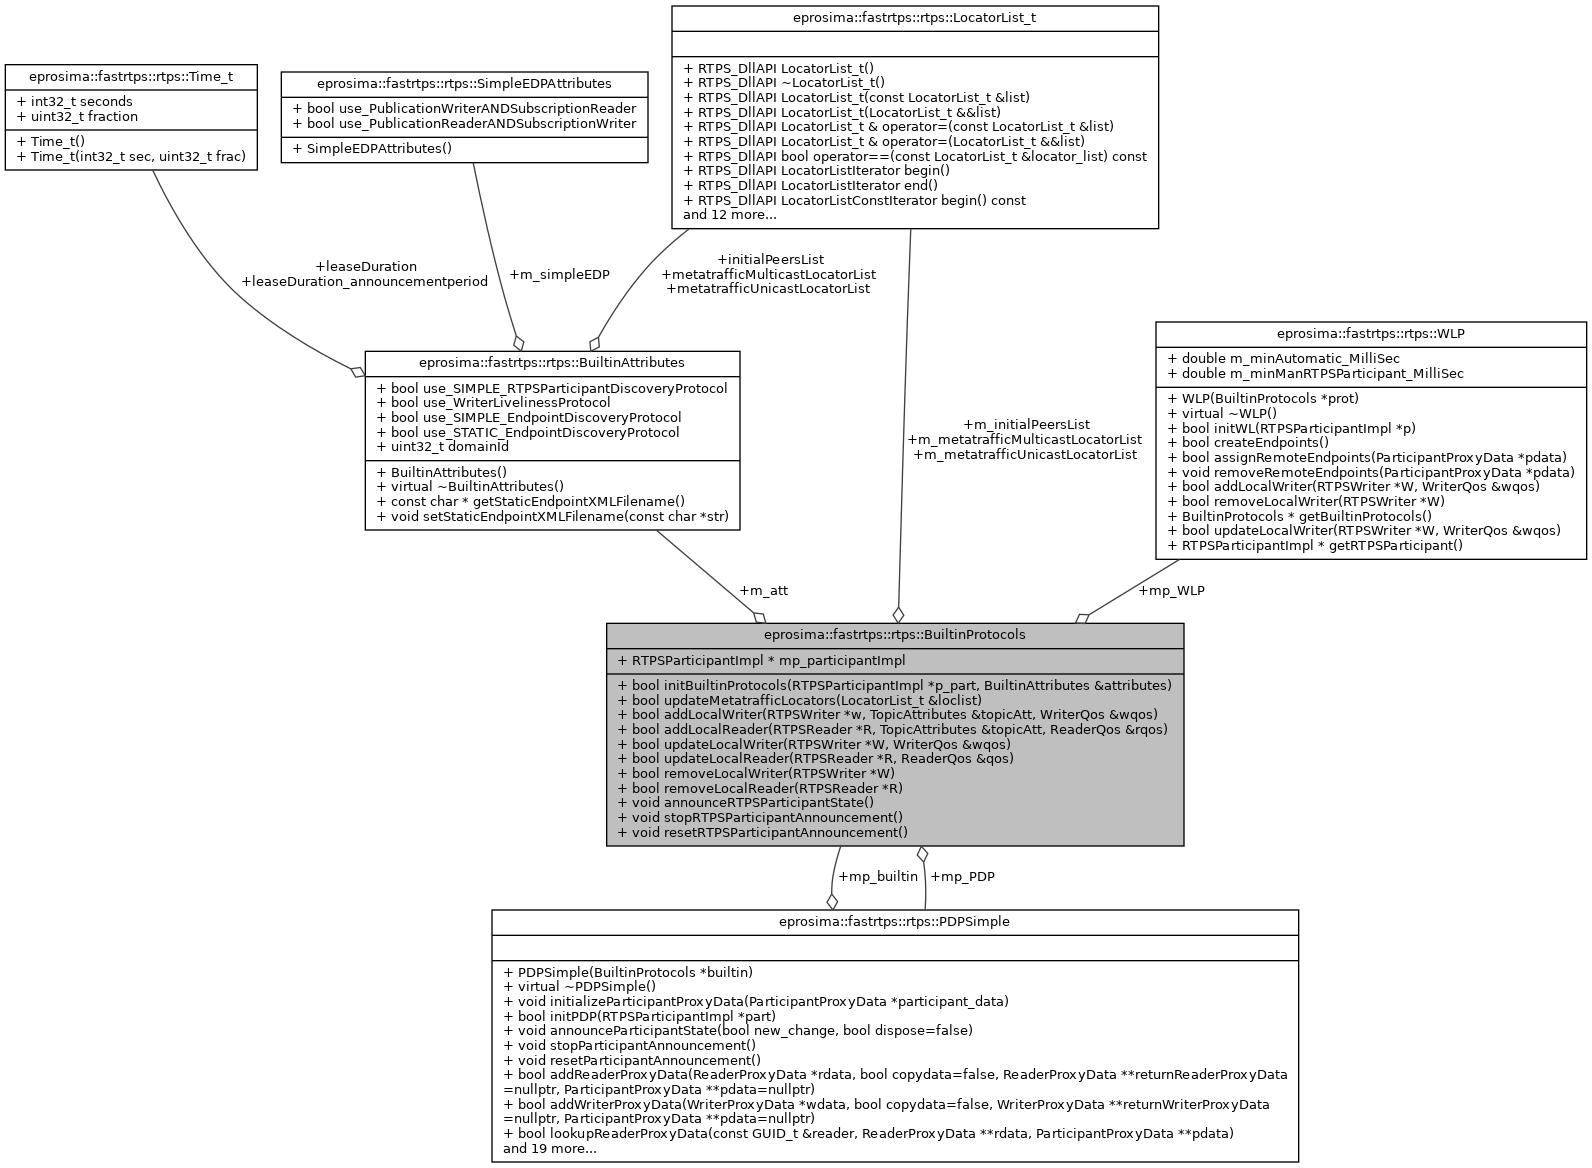 eprosima::fastrtps::rtps::LocatorList_t
+ RTPS_DllAPI LocatorList_t()
+ RTPS_DllAPI ~LocatorList_t()
+ RTPS_DllAPI LocatorList_t(const LocatorList_t &list)
+ RTPS_DllAPI LocatorList_t(LocatorList_t &&list)
+ RTPS_DllAPI LocatorList_t & operator=(const LocatorList_t &list)
+ RTPS_DllAPI LocatorList_t & operator=(LocatorList_t &&list)
+ RTPS_DllAPI bool operator==(const LocatorList_t &locator_list) const
+ RTPS_DllAPI LocatorListIterator begin()
+ RTPS_DllAPI LocatorListIterator end()
+ RTPS_DllAPI LocatorListConstIterator begin() const
and 12 more...
eprosima::fastrtps::rtps::Time_t
+ int32_t seconds
+ uint32_t fraction
+ Time_t()
+ Time_t(int32_t sec, uint32_t frac)
eprosima::fastrtps::rtps::SimpleEDPAttributes
+ bool use_PublicationWriterANDSubscriptionReader
+ bool use_PublicationReaderANDSubscriptionWriter
+ SimpleEDPAttributes()
+leaseDuration
+leaseDuration_announcementperiod
+m_simpleEDP
+initialPeersList
+metatrafficMulticastLocatorList
+metatrafficUnicastLocatorList
eprosima::fastrtps::rtps::BuiltinAttributes
+ bool use_SIMPLE_RTPSParticipantDiscoveryProtocol
+ bool use_WriterLivelinessProtocol
+ bool use_SIMPLE_EndpointDiscoveryProtocol
+ bool use_STATIC_EndpointDiscoveryProtocol
+ uint32_t domainId
+ BuiltinAttributes()
+ virtual ~BuiltinAttributes()
+ const char * getStaticEndpointXMLFilename()
+ void setStaticEndpointXMLFilename(const char *str)
+m_initialPeersList
+m_metatrafficMulticastLocatorList
+m_metatrafficUnicastLocatorList
eprosima::fastrtps::rtps::WLP
+ double m_minAutomatic_MilliSec
+ double m_minManRTPSParticipant_MilliSec
+ WLP(BuiltinProtocols *prot)
+ virtual ~WLP()
+ bool initWL(RTPSParticipantImpl *p)
+ bool createEndpoints()
+ bool assignRemoteEndpoints(ParticipantProxyData *pdata)
+ void removeRemoteEndpoints(ParticipantProxyData *pdata)
+ bool addLocalWriter(RTPSWriter *W, WriterQos &wqos)
+ bool removeLocalWriter(RTPSWriter *W)
+ BuiltinProtocols * getBuiltinProtocols()
+ bool updateLocalWriter(RTPSWriter *W, WriterQos &wqos)
+ RTPSParticipantImpl * getRTPSParticipant()
+m_att
+mp_WLP
eprosima::fastrtps::rtps::BuiltinProtocols
+ RTPSParticipantImpl * mp_participantImpl
+ bool initBuiltinProtocols(RTPSParticipantImpl *p_part, BuiltinAttributes &attributes)
+ bool updateMetatrafficLocators(LocatorList_t &loclist)
+ bool addLocalWriter(RTPSWriter *w, TopicAttributes &topicAtt, WriterQos &wqos)
+ bool addLocalReader(RTPSReader *R, TopicAttributes &topicAtt, ReaderQos &rqos)
+ bool updateLocalWriter(RTPSWriter *W, WriterQos &wqos)
+ bool updateLocalReader(RTPSReader *R, ReaderQos &qos)
+ bool removeLocalWriter(RTPSWriter *W)
+ bool removeLocalReader(RTPSReader *R)
+ void announceRTPSParticipantState()
+ void stopRTPSParticipantAnnouncement()
+ void resetRTPSParticipantAnnouncement()
+mp_builtin
+mp_PDP
eprosima::fastrtps::rtps::PDPSimple
+ PDPSimple(BuiltinProtocols *builtin)
+ virtual ~PDPSimple()
+ void initializeParticipantProxyData(ParticipantProxyData *participant_data)
+ bool initPDP(RTPSParticipantImpl *part)
+ void announceParticipantState(bool new_change, bool dispose=false)
+ void stopParticipantAnnouncement()
+ void resetParticipantAnnouncement()
+ bool addReaderProxyData(ReaderProxyData *rdata, bool copydata=false, ReaderProxyData **returnReaderProxyData
=nullptr, ParticipantProxyData **pdata=nullptr)
+ bool addWriterProxyData(WriterProxyData *wdata, bool copydata=false, WriterProxyData **returnWriterProxyData
=nullptr, ParticipantProxyData **pdata=nullptr)
+ bool lookupReaderProxyData(const GUID_t &reader, ReaderProxyData **rdata, ParticipantProxyData **pdata)
and 19 more...